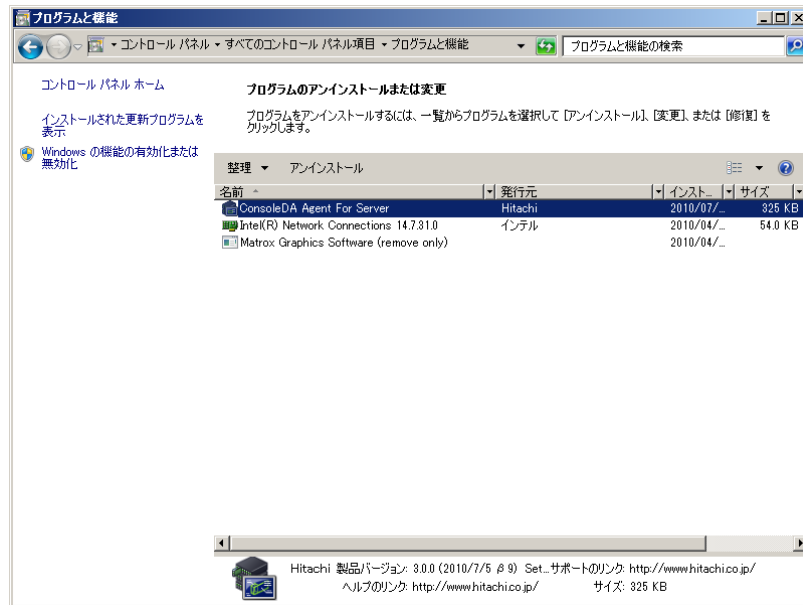 プログラムと機能
コントロール パネル ▾ すべてのコントロール パネル項目 ▾ プログラムと機能
プログラムと機能の検索
コントロール パネル ホーム
インストールされた更新プログラムを
表示
Windows の機能の有効化または
無効化
プログラムのアンインストールまたは変更
プログラムをアンインストールするには、一覧からプログラムを選択して [アンインストール]、[変更]、または [修復] を
クリックします。
整理 ▾ アンインストール
名前 発行元 インスト... サイズ
ConsoleDA Agent For Server Hitachi 2010/07/... 325 KB
Intel(R) Network Connections 14.7.31.0 インテル 2010/04/... 54.0 KB
Matrox Graphics Software (remove only) 2010/04/...
Hitachi 製品バージョン: 3.0.0 (2010/7/5 β9) Set... サポートのリンク: http://www.hitachi.co.jp/
ヘルプのリンク: http://www.hitachi.co.jp/ サイズ: 325 KB